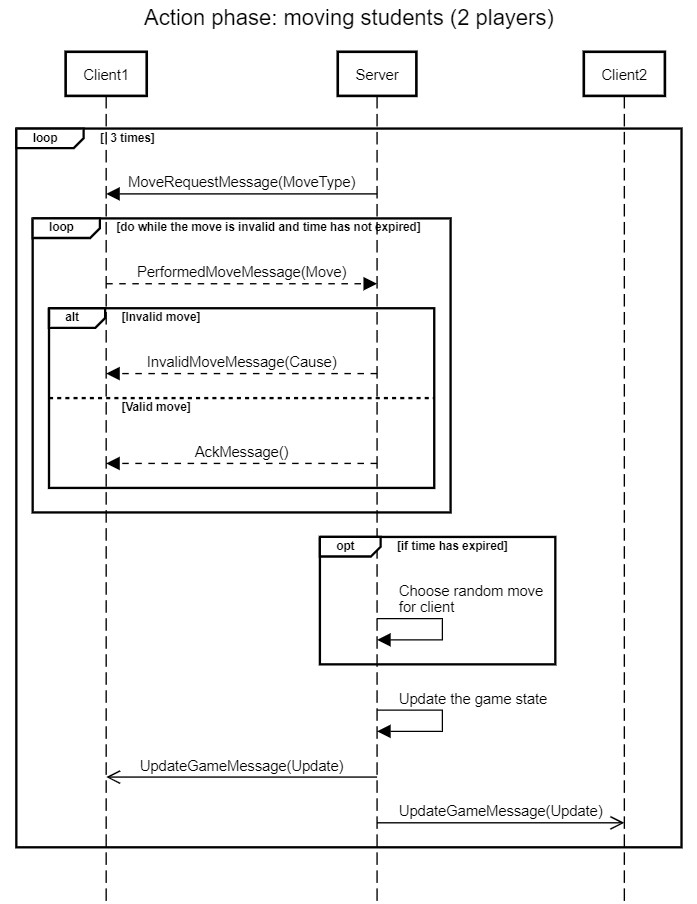 Action phase: moving students (2 players)
Client1
Server
Client2
loop
[ 3 times]
MoveRequestMessage(MoveType)
loop
[do while the move is invalid and time has not expired]
PerformedMoveMessage(Move)
alt
[Invalid move]
InvalidMoveMessage(Cause)
[Valid move]
AckMessage()
opt
[if time has expired]
Choose random move
for client
Update the game state
UpdateGameMessage(Update)
UpdateGameMessage(Update)